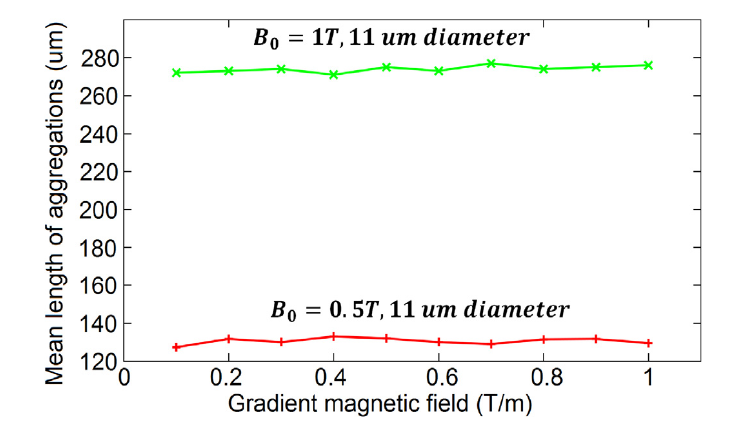 B₀ = 1T, 11 um diameter
280
260
240
220
200
180
160
140
120
Mean length of aggregations (um)
B₀ = 0.5T, 11 um diameter
0 0.2 0.4 0.6 0.8 1
Gradient magnetic field (T/m)